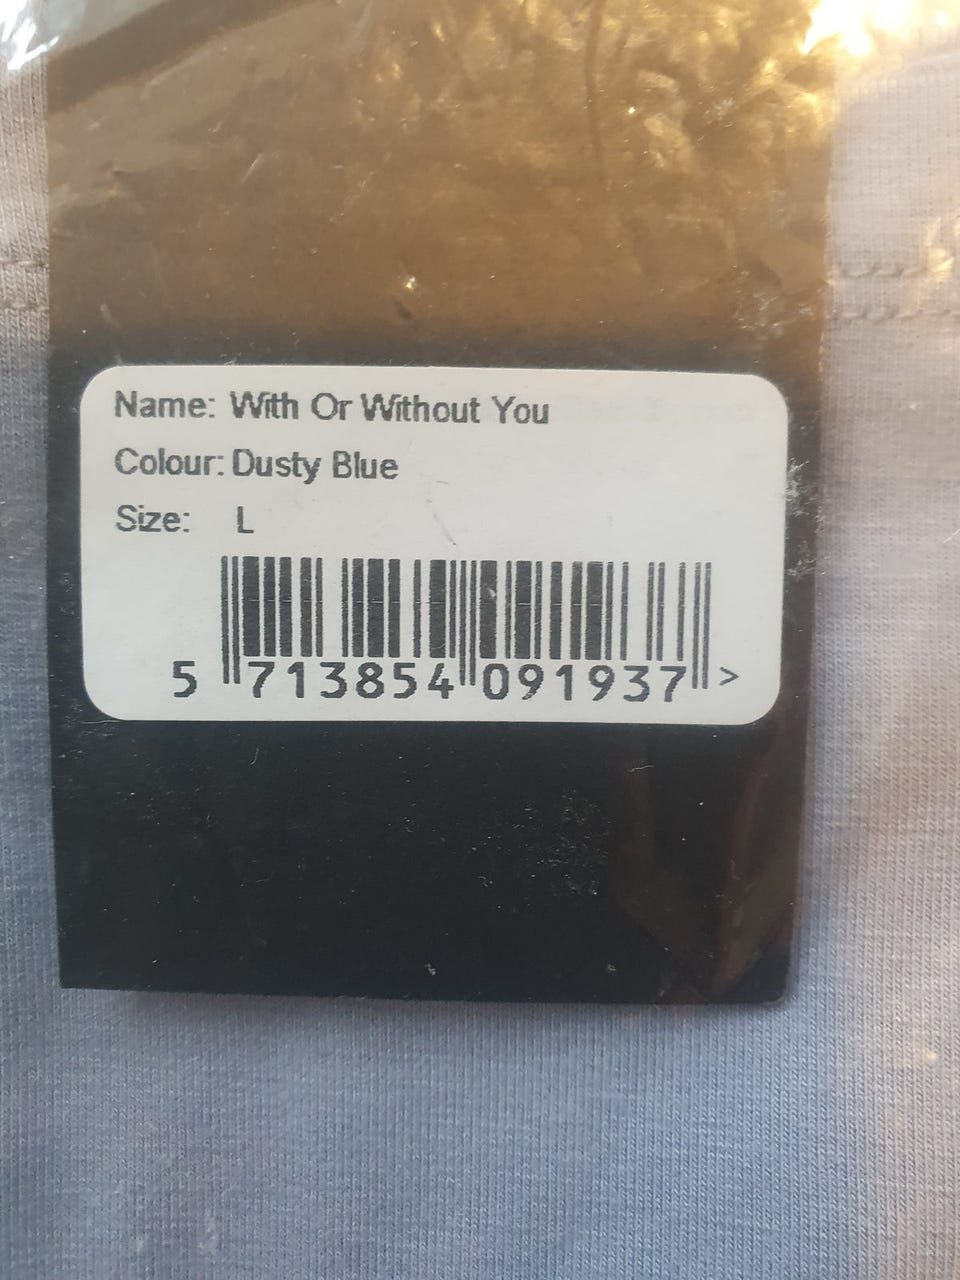 Name: With Or Without You
Colour: Dusty Blue
Size: L
5 713854 091937 >